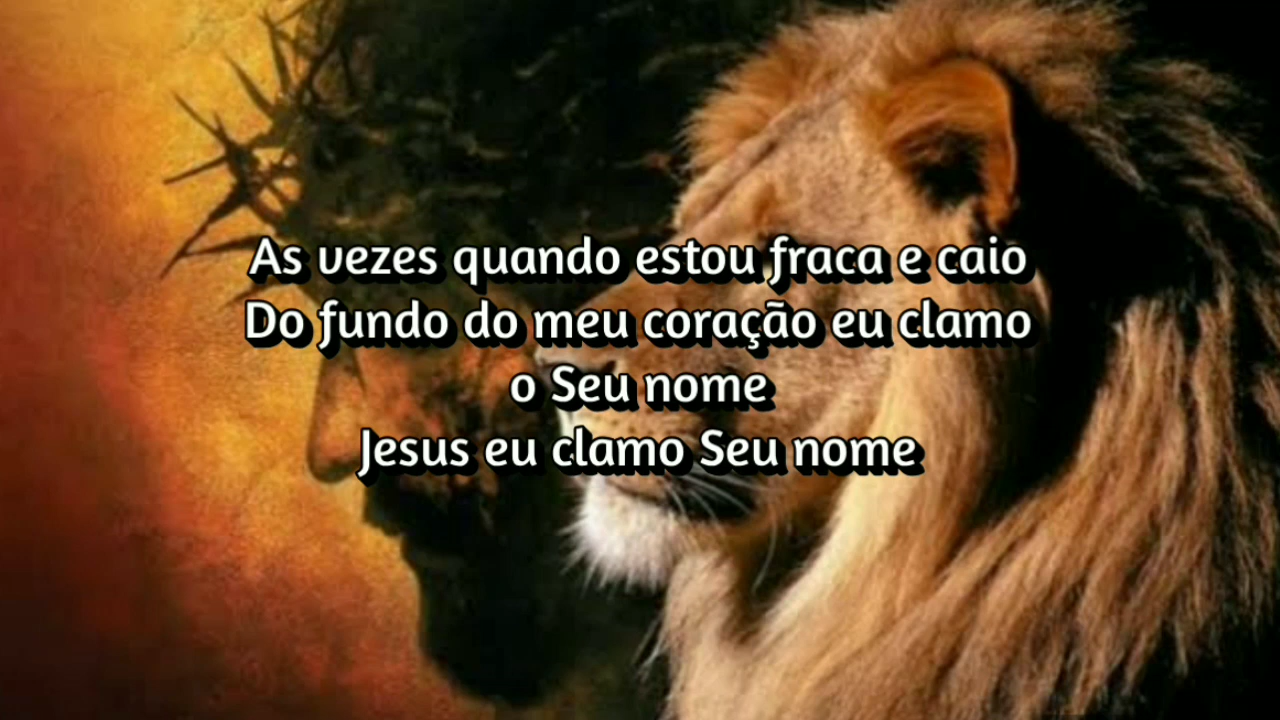 As vezes quando estou fraca e caio
Do fundo do meu coração eu clamo
o Seu nome
Jesus eu clamo Seu nome